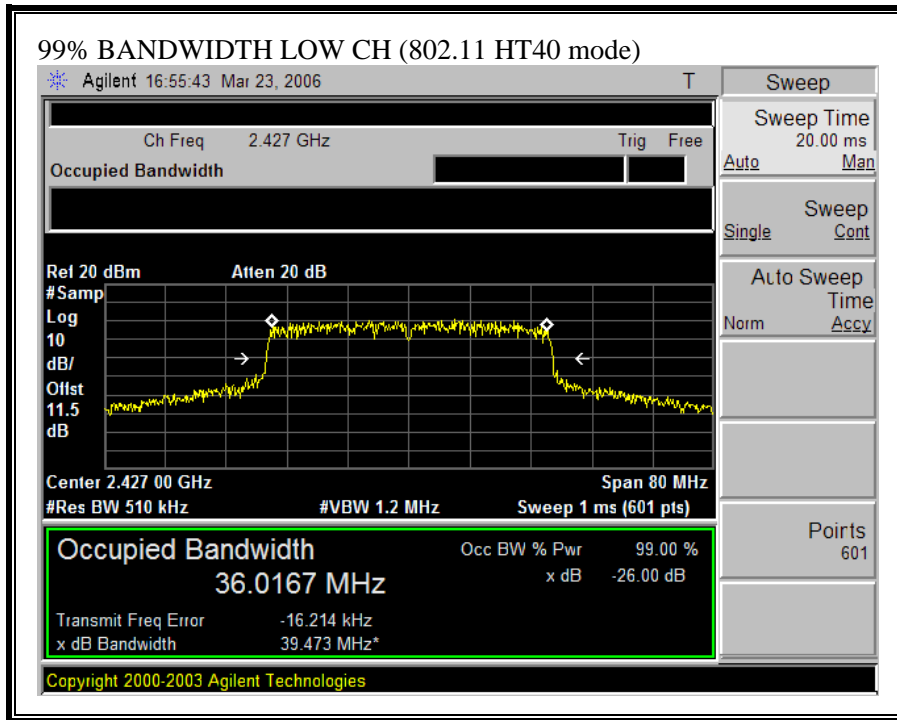 99% BANDWIDTH LOW CH (802.11 HT40 mode)
Agilent 16:55:43 Mar 23, 2006 T
Sweep
Ch Freq 2.427 GHz Trig Free
Occupied Bandwidth
Sweep Time
20.00 ms
Auto Man
Sweep
Single Cont
Auto Sweep
Time
Norm Accy
Points
601
Ref 20 dBm Atten 20 dB
#Samp
Log
10
dB/
Offst
11.5
dB
Center 2.427 00 GHz Span 80 MHz
#Res BW 510 kHz #VBW 1.2 MHz Sweep 1 ms (601 pts)
Occupied Bandwidth
36.0167 MHz
Occ BW % Pwr 99.00 %
x dB -26.00 dB
Transmit Freq Error -16.214 kHz
x dB Bandwidth 39.473 MHz*
Copyright 2000-2003 Agilent Technologies